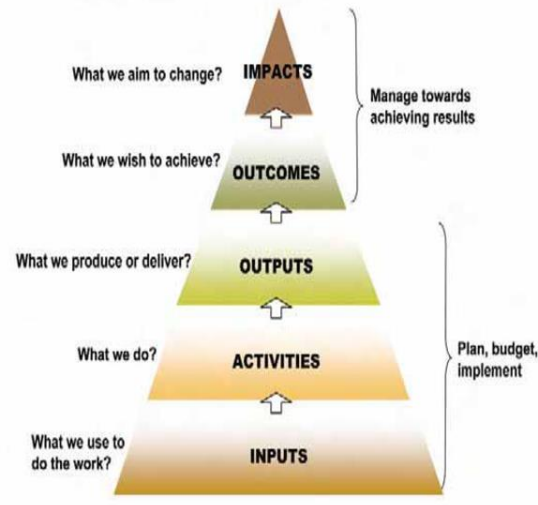 What we aim to change?
IMPACTS
Manage towards
achieving results
What we wish to achieve?
OUTCOMES
What we produce or deliver?
OUTPUTS
What we do?
ACTIVITIES
Plan, budget,
implement
What we use to
do the work?
INPUTS